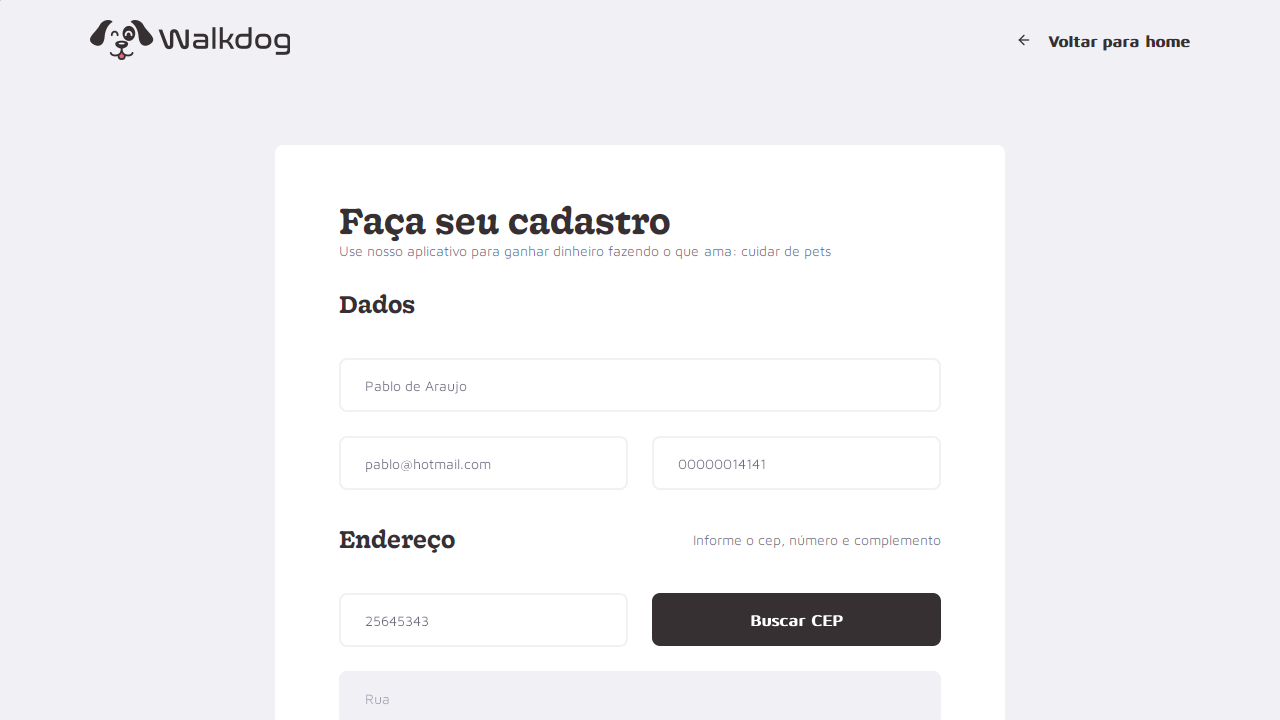 Walkdog
Voltar para home
Faça seu cadastro
Use nosso aplicativo para ganhar dinheiro fazendo o que ama: cuidar de pets
Dados
Pablo de Araujo
pablo@hotmail.com
00000014141
Endereço
Informe o cep, número e complemento
25645343
Buscar CEP
Rua